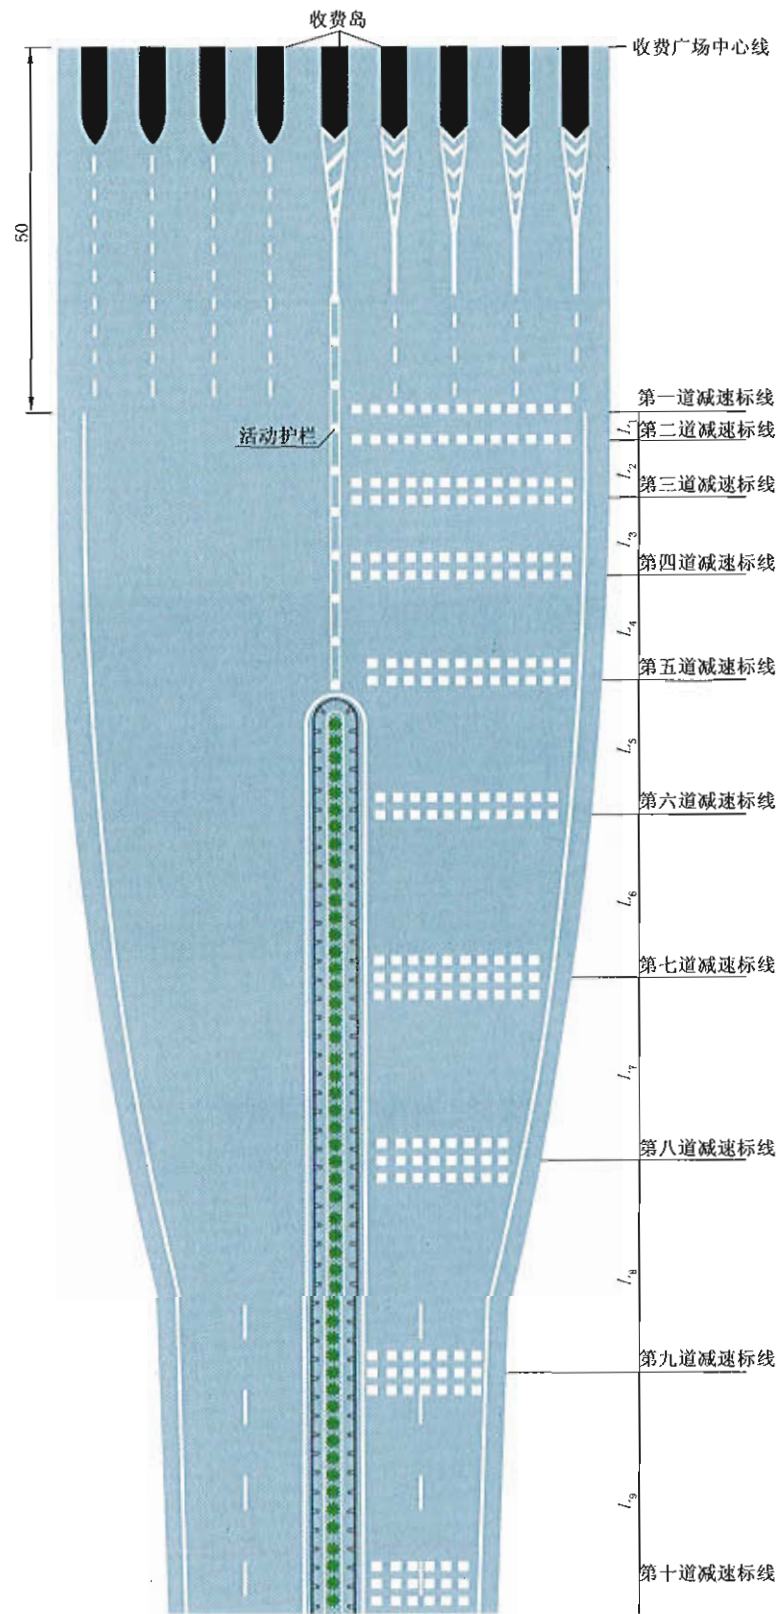 收费岛
收费广场中心线
50
第一道减速标线
L1
活动护栏
第二道减速标线
L2
第三道减速标线
L3
第四道减速标线
L4
第五道减速标线
L5
第六道减速标线
L6
第七道减速标线
L7
第八道减速标线
L8
第九道减速标线
L9
第十道减速标线